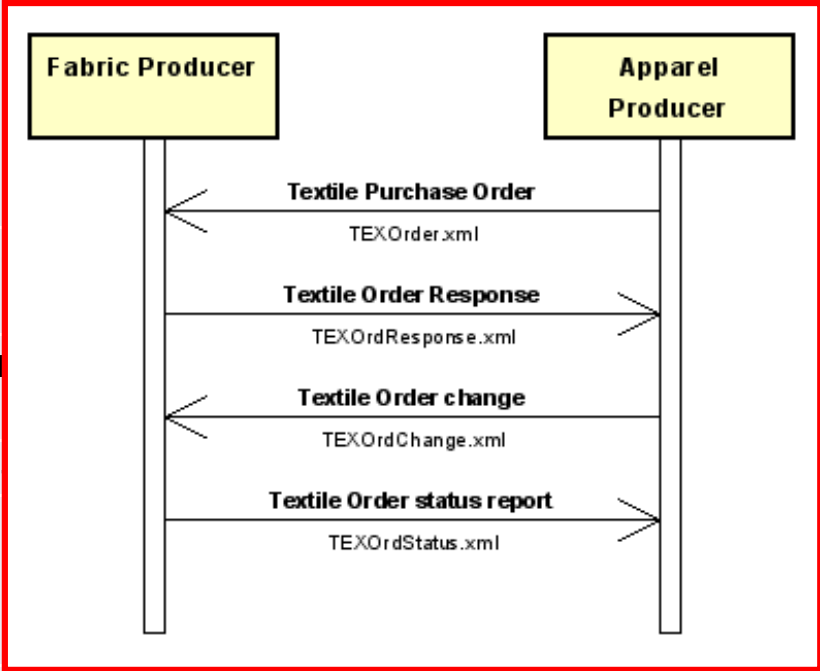 Fabric Producer
Apparel
Producer
Textile Purchase Order
TEXOrder.xml
Textile Order Response
TEXOrdResponse.xml
Textile Order change
TEXOrdChange.xml
Textile Order status report
TEXOrdStatus.xml